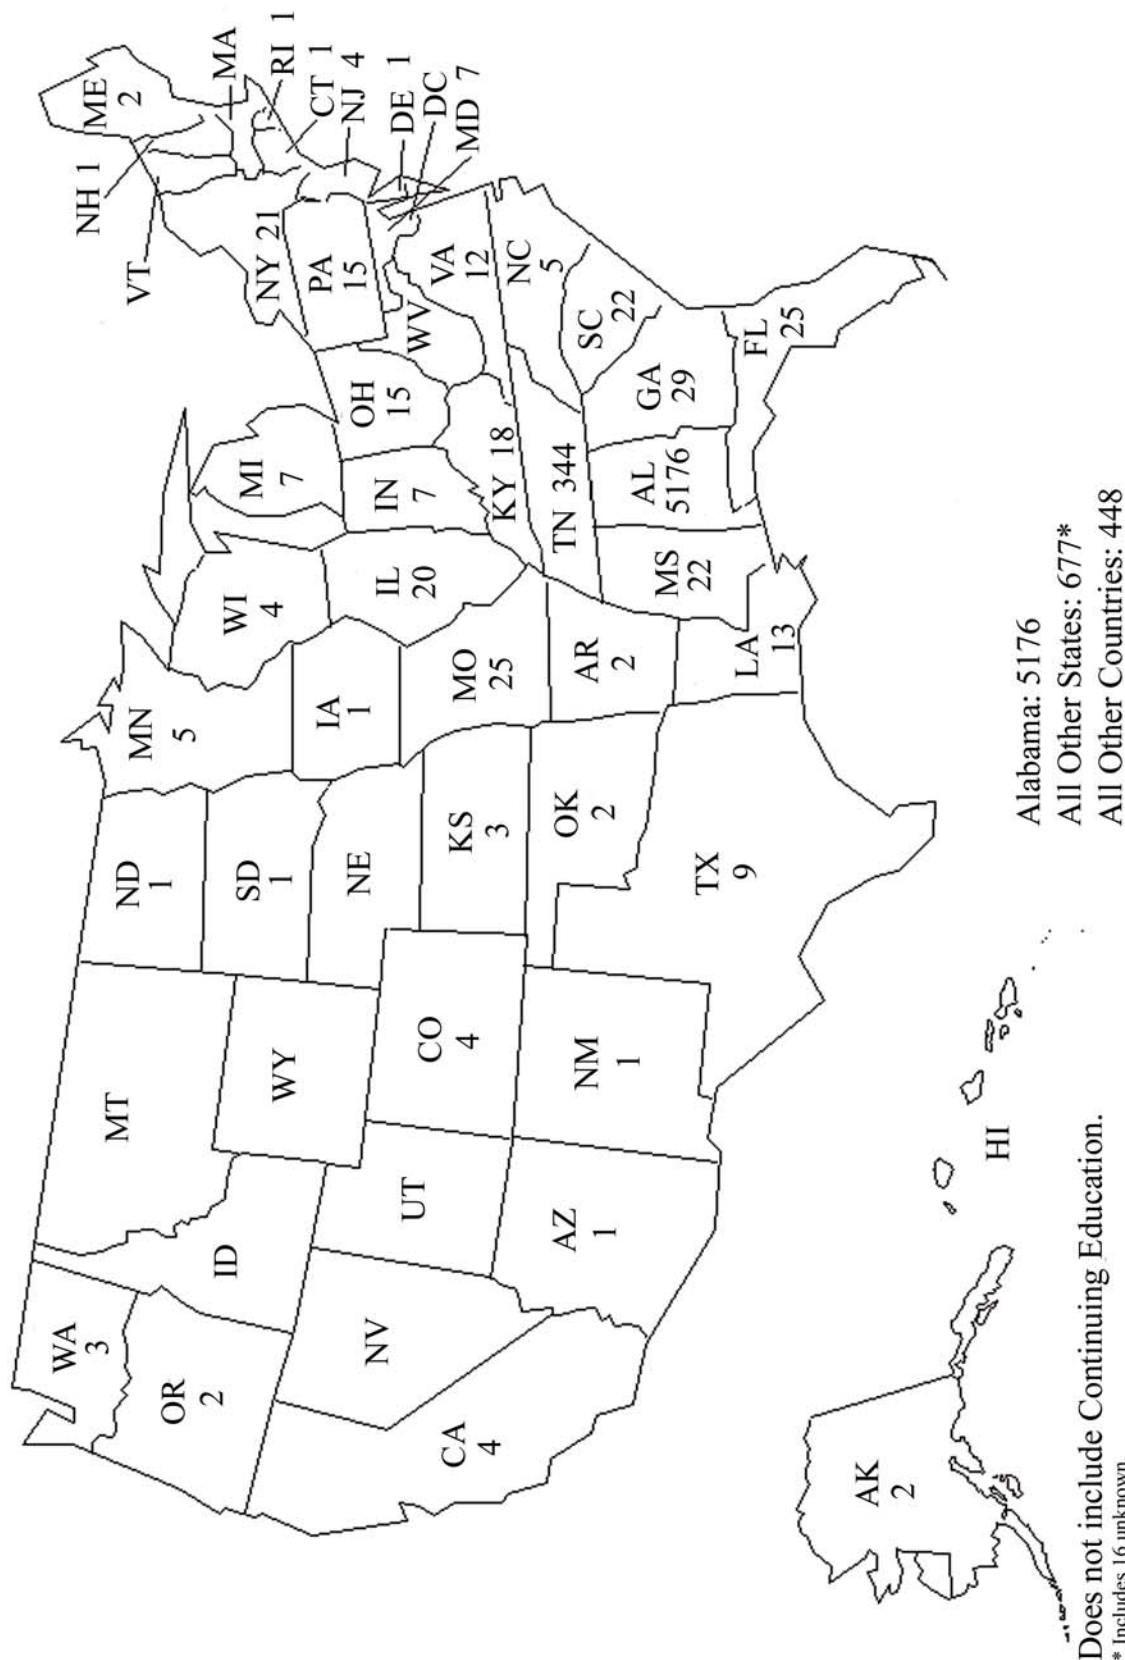 WA
3
OR
2
CA
4
NV
ID
MT
WY
UT
AZ
1
CO
4
NM
1
ND
1
SD
1
NE
KS
3
OK
2
TX
9
MN
5
IA
1
MO
25
AR
2
LA
13
WI
4
IL
20
MS
22
MI
7
IN
7
KY 18
TN 344
AL
5176
OH
15
WV
GA
29
FL
25
SC
22
NC
5
VA
12
PA
15
NY 21
VT
NH 1
ME
2
MA
RI 1
CT 1
NJ 4
DE 1
DC
MD 7
AK
2
HI
Alabama: 5176
All Other States: 677*
All Other Countries: 448
Does not include Continuing Education.
* Includes 16 unknown